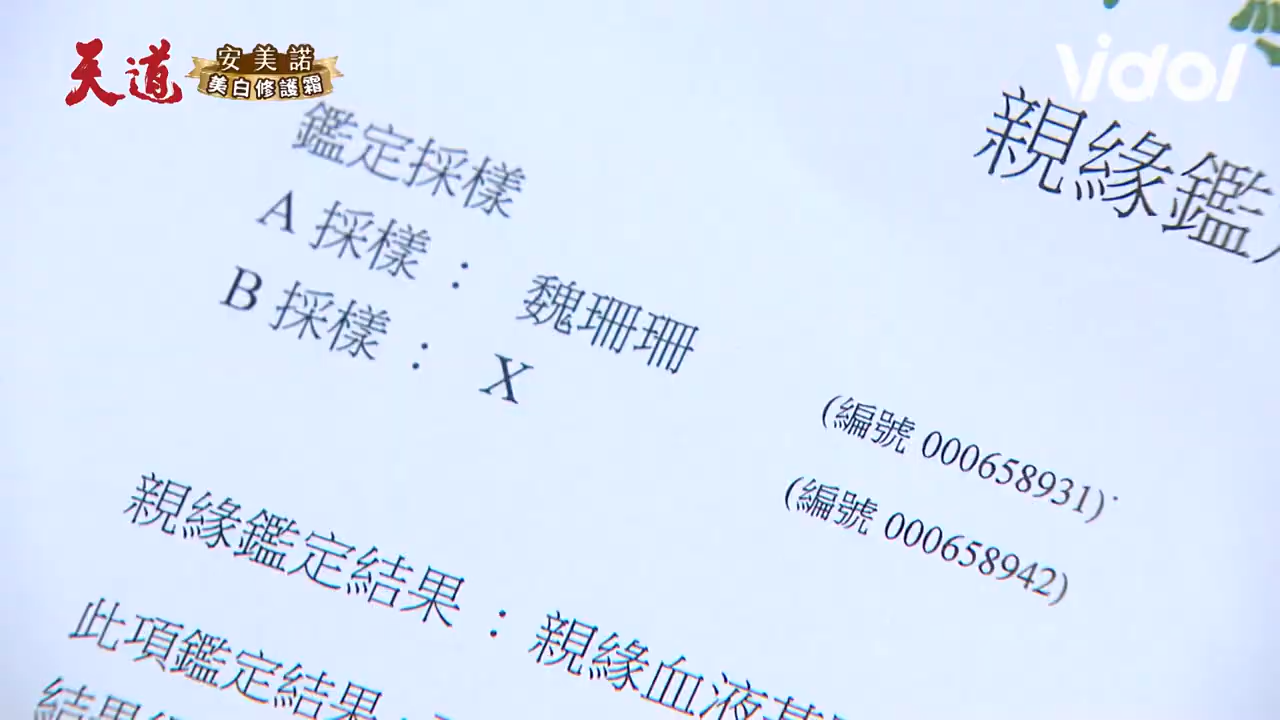 天道
安美諾
美白修護霜
vidol
親緣鑑
鑑定採樣
A 採樣： 魏珊珊 (編號 000658931)
B 採樣： X (編號 000658942)
親緣鑑定結果：親緣血液
此項鑑定結果
結果